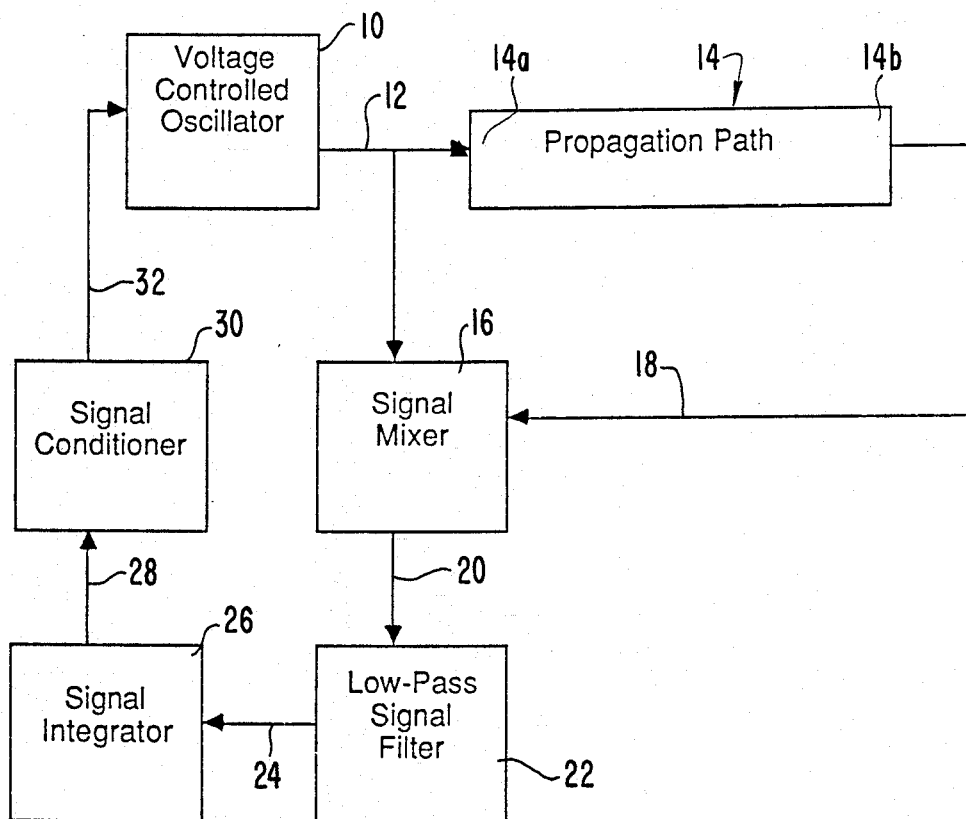 10
Voltage
Controlled
Oscillator
12
14a
14
14b
Propagation Path
32
30
Signal
Conditioner
16
Signal
Mixer
18
28
20
26
Signal
Integrator
24
Low-Pass
Signal
Filter
22